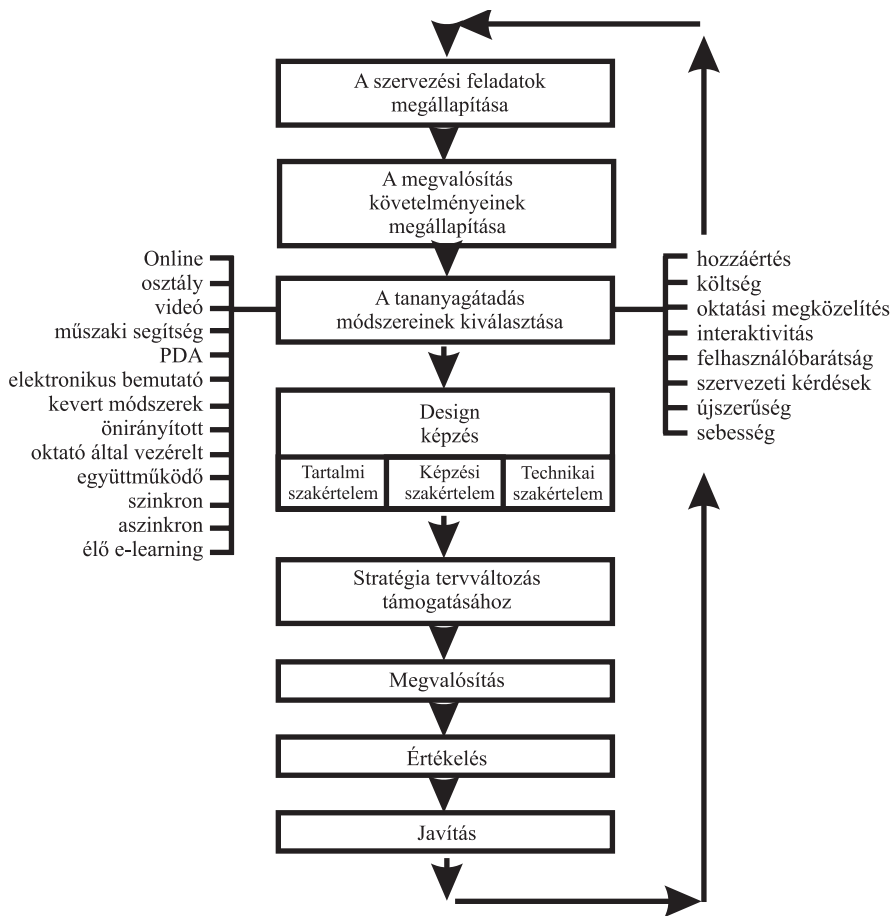 A szervezési feladatok
megállapítása
A megvalósítás
követelményeinek
megállapítása
Online
osztály
videó
műszaki segítség
PDA
elektronikus bemutató
kevert módszerek
önirányított
oktató által vezérelt
együttműködő
szinkron
aszinkron
élő e-learning
A tananyagátadás
módszereinek kiválasztása
hozzáértés
költség
oktatási megközelítés
interaktivitás
felhasználóbarátság
szervezeti kérdések
újszerűség
sebesség
Design
képzés
Tartalmi
szakértelem
Képzési
szakértelem
Technikai
szakértelem
Stratégia tervváltozás
támogatásához
Megvalósítás
Értékelés
Javítás